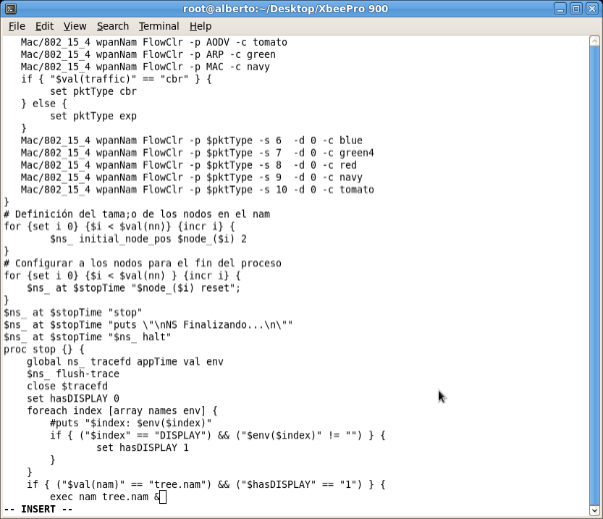 root@alberto:~/Desktop/XbeePro 900
File Edit View Search Terminal Help
Mac/802_15_4 wpanNam FlowClr -p AODV -c tomato
Mac/802_15_4 wpanNam FlowClr -p ARP -c green
Mac/802_15_4 wpanNam FlowClr -p MAC -c navy
if { "$val(traffic)" == "cbr" } {
set pktType cbr
} else {
set pktType exp
}
Mac/802_15_4 wpanNam FlowClr -p $pktType -s 6 -d 0 -c blue
Mac/802_15_4 wpanNam FlowClr -p $pktType -s 7 -d 0 -c green4
Mac/802_15_4 wpanNam FlowClr -p $pktType -s 8 -d 0 -c red
Mac/802_15_4 wpanNam FlowClr -p $pktType -s 9 -d 0 -c navy
Mac/802_15_4 wpanNam FlowClr -p $pktType -s 10 -d 0 -c tomato
}
# Definición del tama;o de los nodos en el nam
for {set i 0} {$i < $val(nn)} {incr i} {
$ns_ initial_node_pos $node_($i) 2
}
# Configurar a los nodos para el fin del proceso
for {set i 0} {$i < $val(nn) } {incr i} {
$ns_ at $stopTime "$node_($i) reset";
}
$ns_ at $stopTime "stop"
$ns_ at $stopTime "puts \"\nNS Finalizando...\n\""
$ns_ at $stopTime "$ns_ halt"
proc stop {} {
global ns_ tracefd appTime val env
$ns_ flush-trace
close $tracefd
set hasDISPLAY 0
foreach index [array names env] {
#puts "$index: $env($index)"
if { ("$index" == "DISPLAY") && ("$env($index)" != "") } {
set hasDISPLAY 1
}
}
if { ("$val(nam)" == "tree.nam") && ("$hasDISPLAY" == "1") } {
exec nam tree.nam &
-- INSERT --